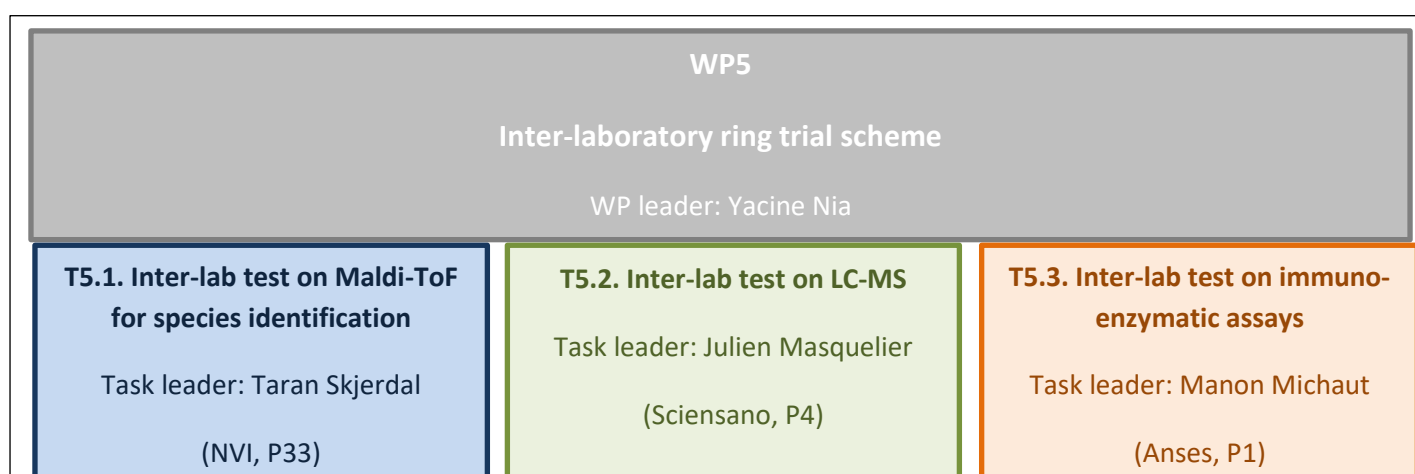 WP5
Inter-laboratory ring trial scheme
WP leader: Yacine Nia
T5.1. Inter-lab test on Maldi-ToF
for species identification
Task leader: Taran Skjerdal
(NVI, P33)
T5.2. Inter-lab test on LC-MS
Task leader: Julien Masquelier
(Sciensano, P4)
T5.3. Inter-lab test on immuno-
enzymatic assays
Task leader: Manon Michaut
(Anses, P1)